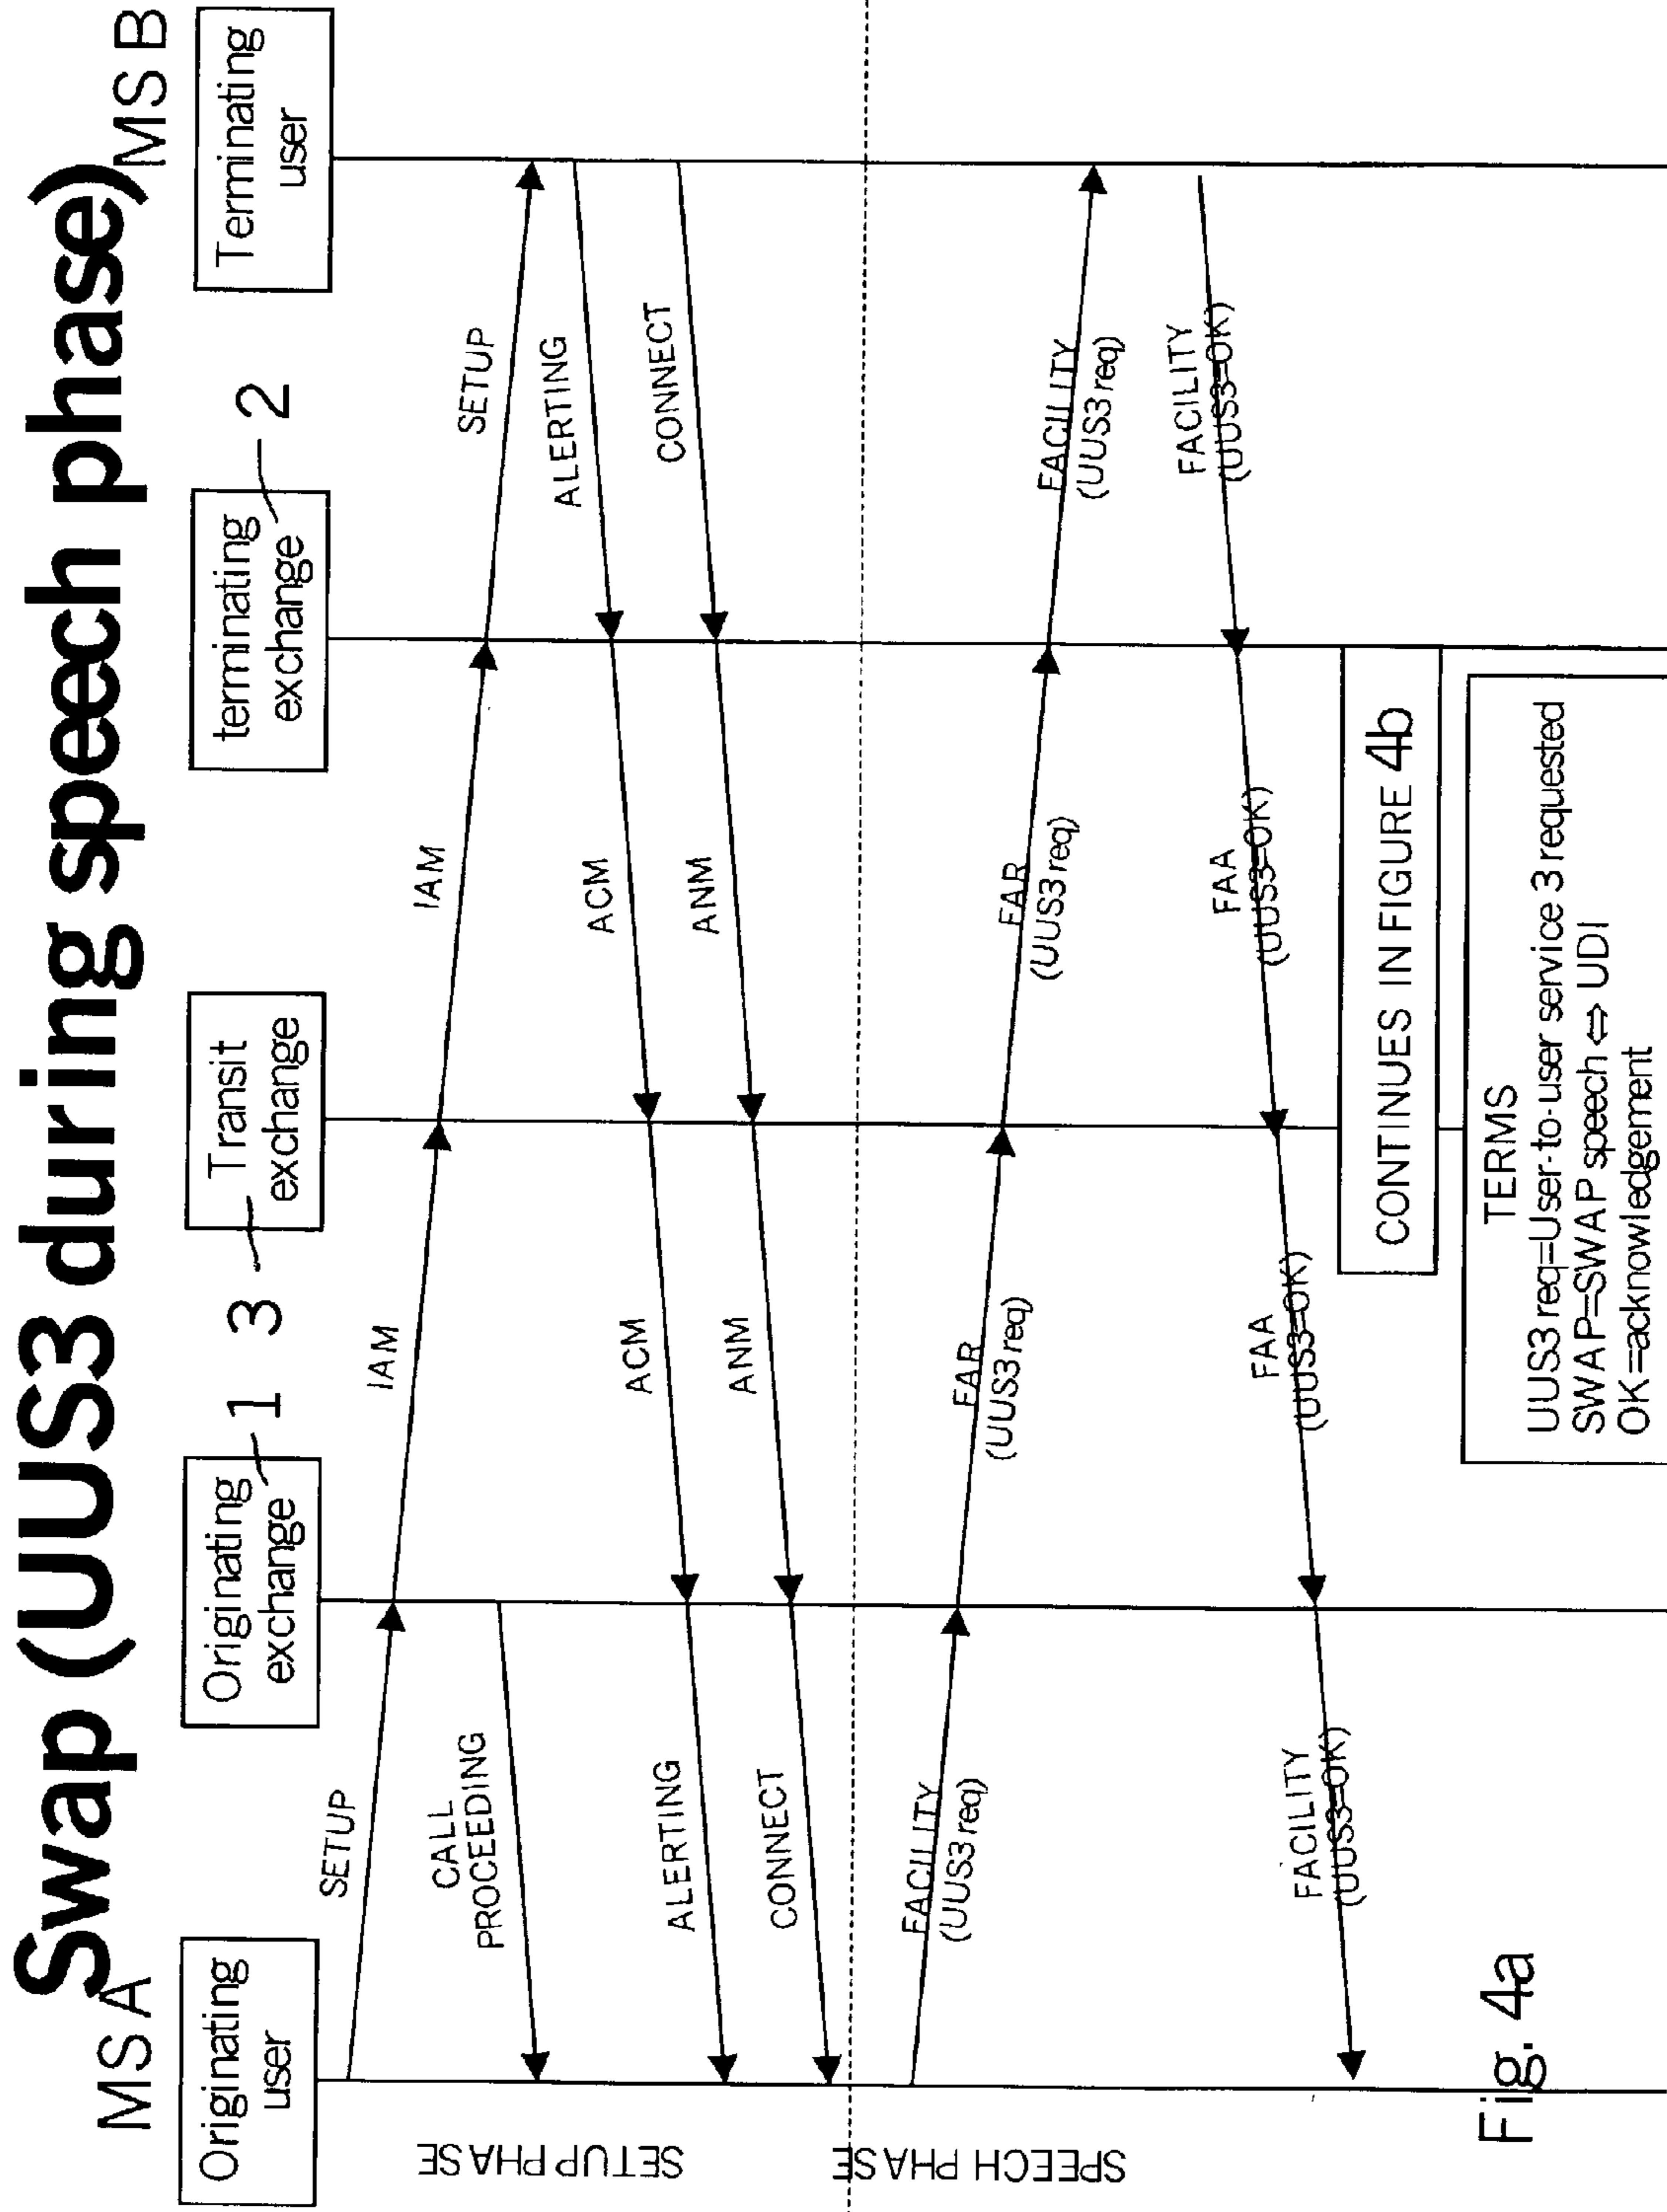 Swap (UUS3 during speech phase)
MS A
MS B
Originating
user
Originating
exchange
1
3
Transit
exchange
terminating
exchange
2
Terminating
user
SETUP PHASE
SETUP
IAM
IAM
SETUP
CALL
PROCEEDING
ALERTING
ACM
ACM
ALERTING
CONNECT
ANM
ANM
CONNECT
SPEECH PHASE
FACILITY
(UUS3 req)
FAR
(UUS3 req)
FAR
(UUS3 req)
FACILITY
(UUS3 req)
FACILITY
(UUS3=OK)
FAA
(UUS3=OK)
FAA
(UUS3=OK)
FACILITY
(UUS3=OK)
CONTINUES IN FIGURE 4b
TERMS
UUS3 req=User-to-user service 3 requested
SWAP=SWAP speech ⇔ UDI
OK=acknowledgement
Fig. 4a